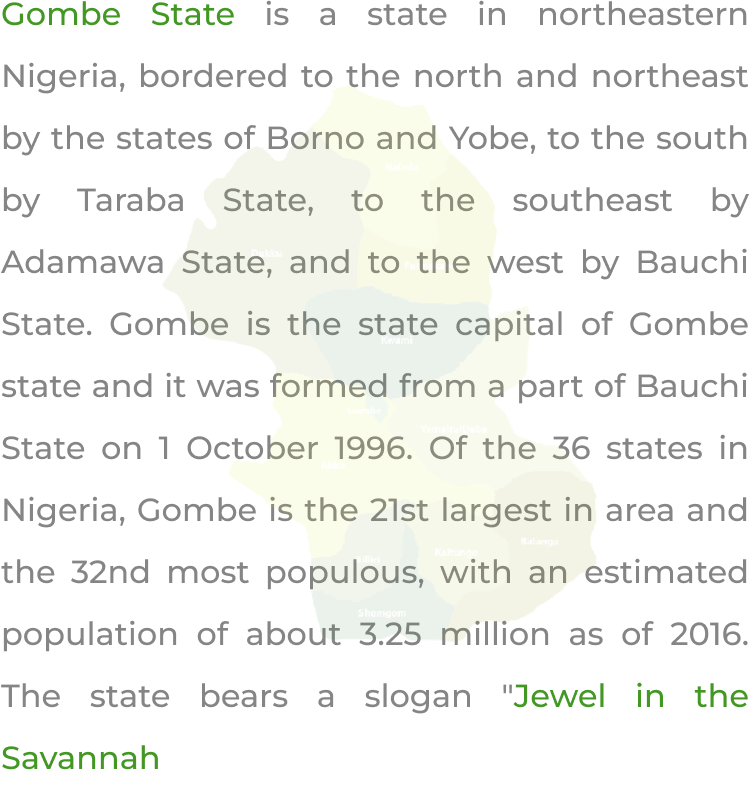 Gombe State is a state in northeastern
Nigeria, bordered to the north and northeast
by the states of Borno and Yobe, to the south
by Taraba State, to the southeast by
Adamawa State, and to the west by Bauchi
State. Gombe is the state capital of Gombe
state and it was formed from a part of Bauchi
State on 1 October 1996. Of the 36 states in
Nigeria, Gombe is the 21st largest in area and
the 32nd most populous, with an estimated
population of about 3.25 million as of 2016.
The state bears a slogan "Jewel in the
Savannah
Kwami
Balanga
Shomgom